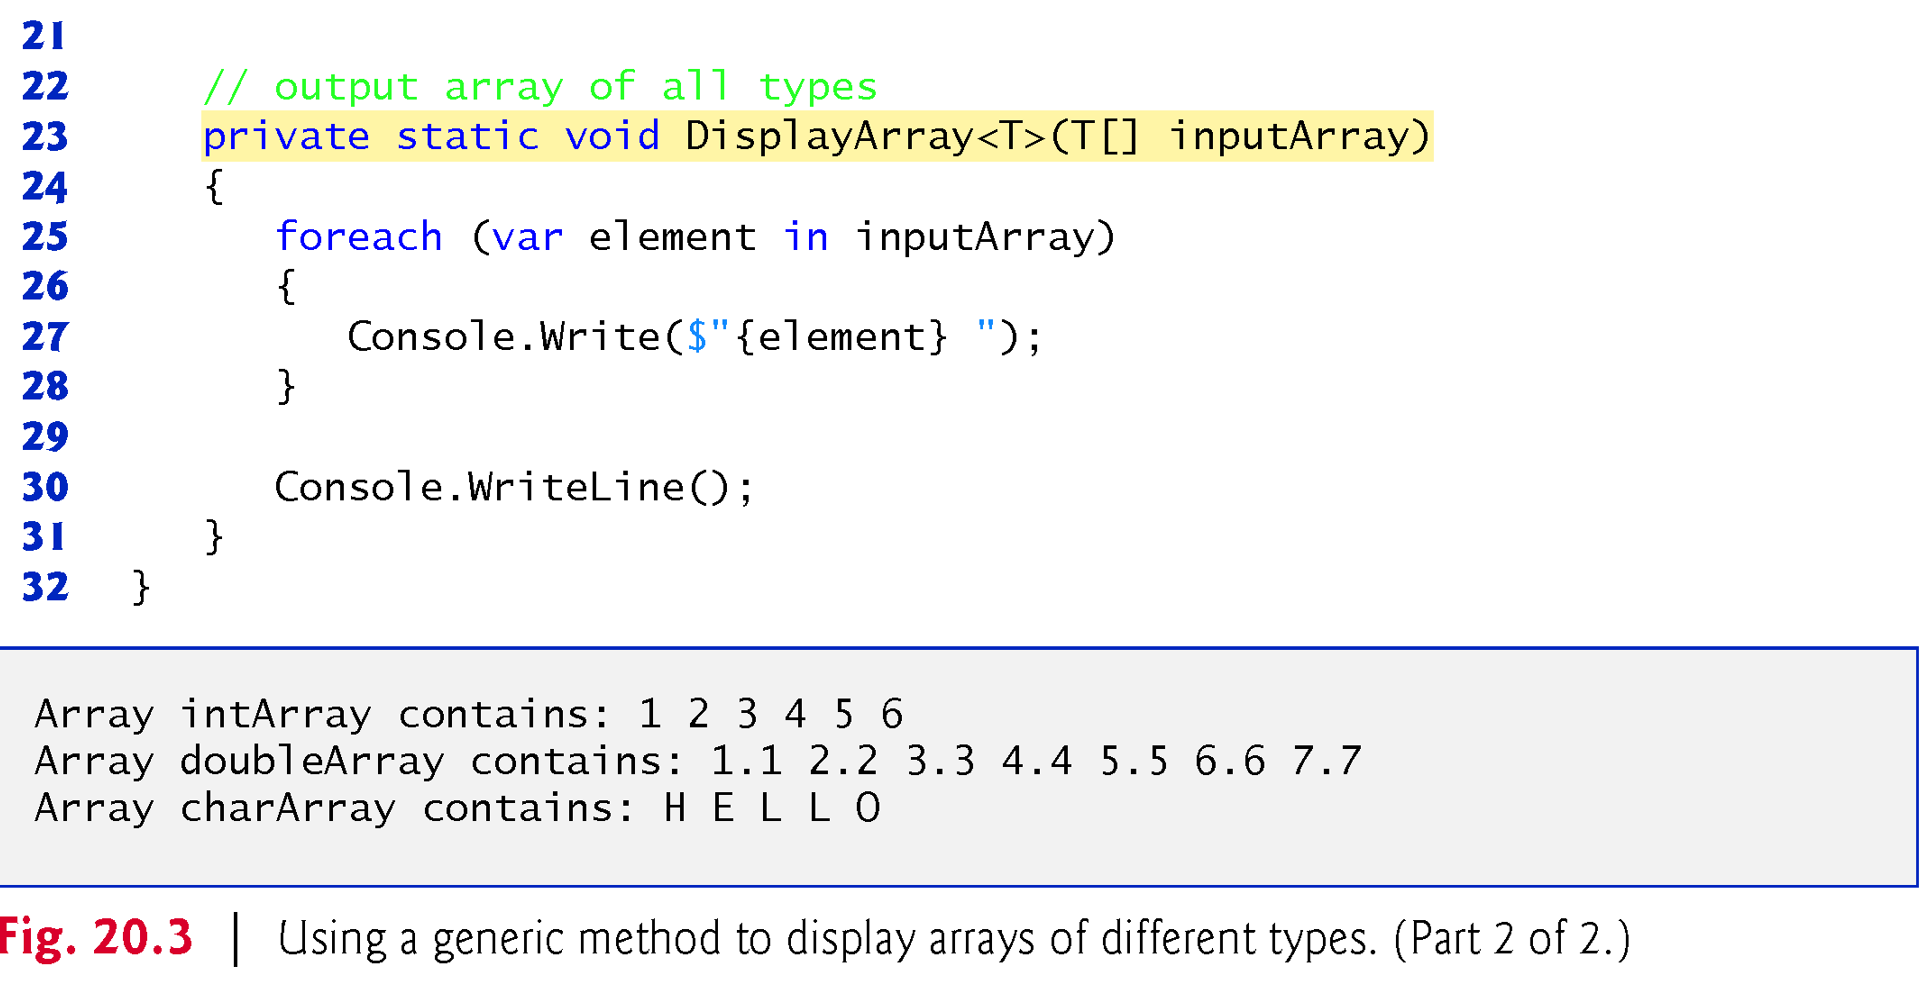 21
22 // output array of all types
23 private static void DisplayArray<T>(T[] inputArray)
24 {
25 foreach (var element in inputArray)
26 {
27 Console.Write($"{element} ");
28 }
29
30 Console.WriteLine();
31 }
32 }
Array intArray contains: 1 2 3 4 5 6
Array doubleArray contains: 1.1 2.2 3.3 4.4 5.5 6.6 7.7
Array charArray contains: H E L L O
Fig. 20.3 | Using a generic method to display arrays of different types. (Part 2 of 2.)